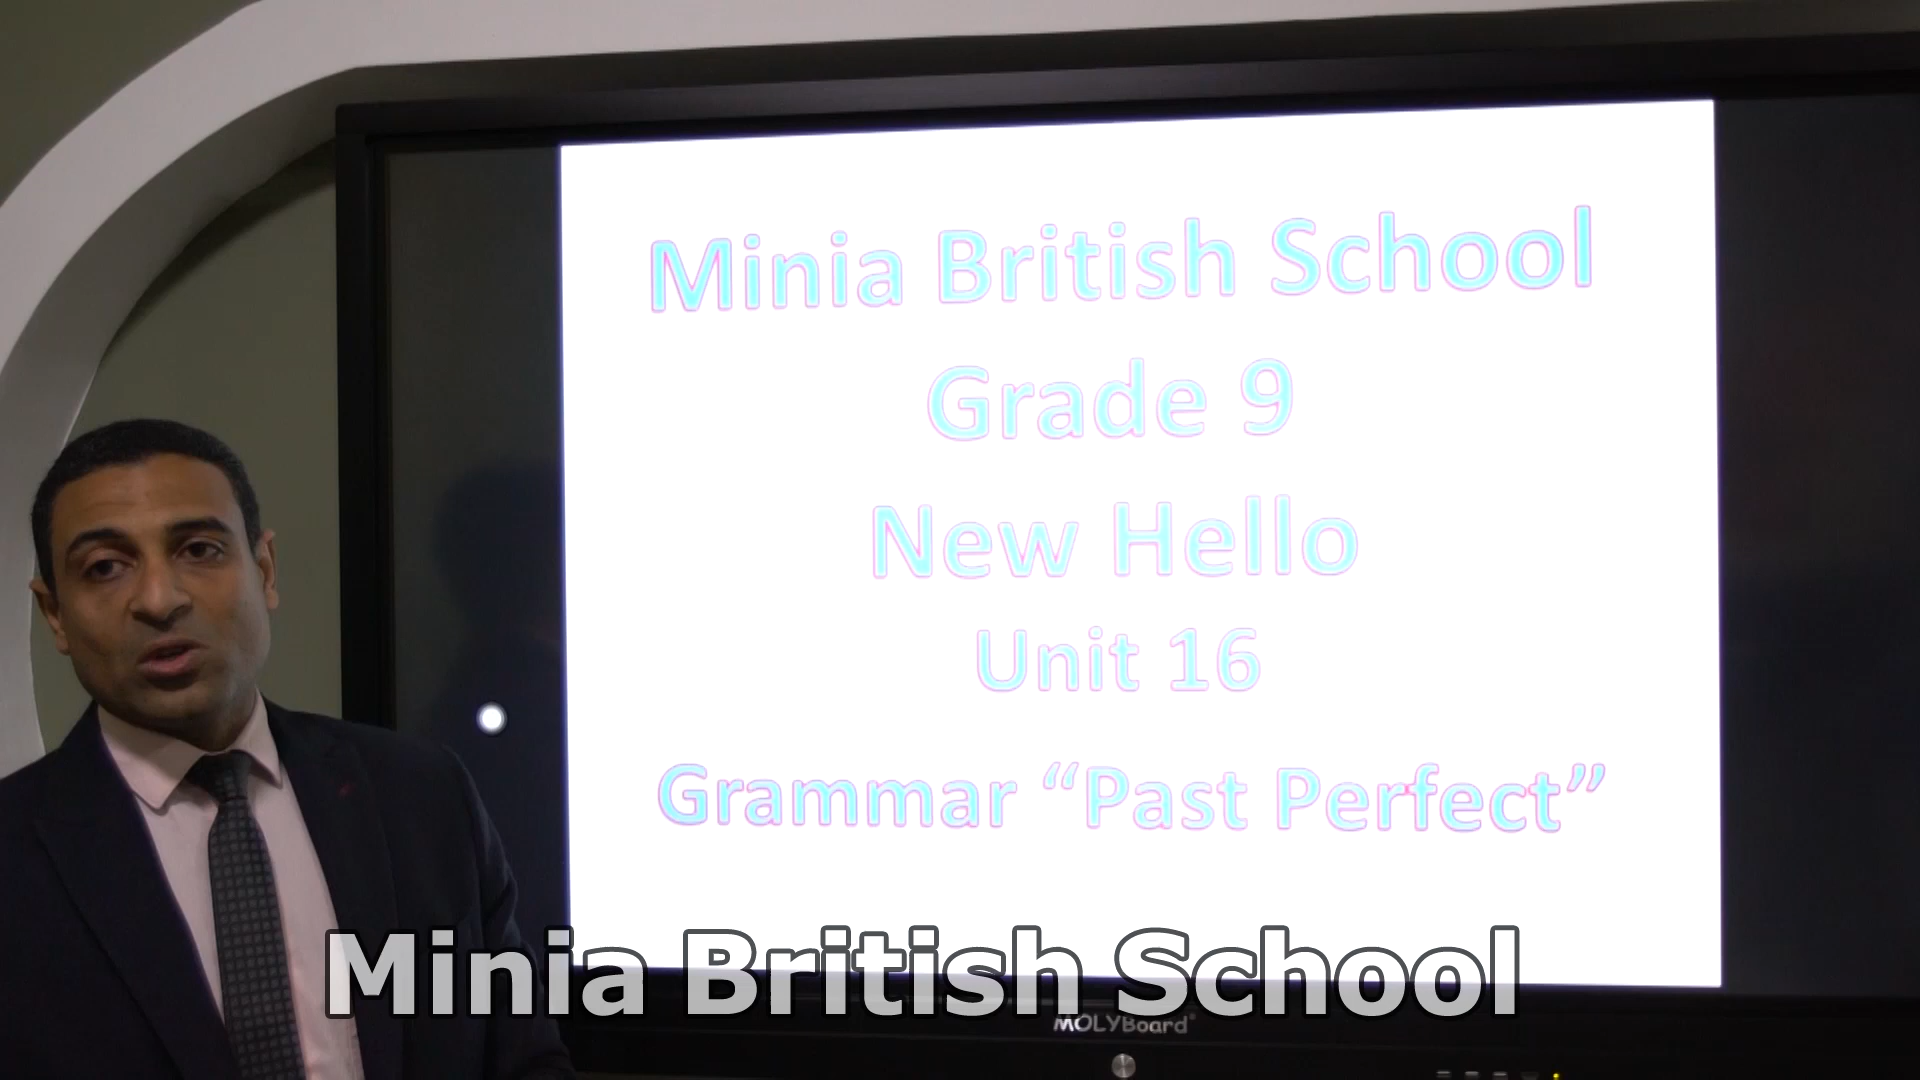 Minia British School
Grade 9
New Hello
Unit 16
Grammar “Past Perfect”
Minia British School
MOLYBoard